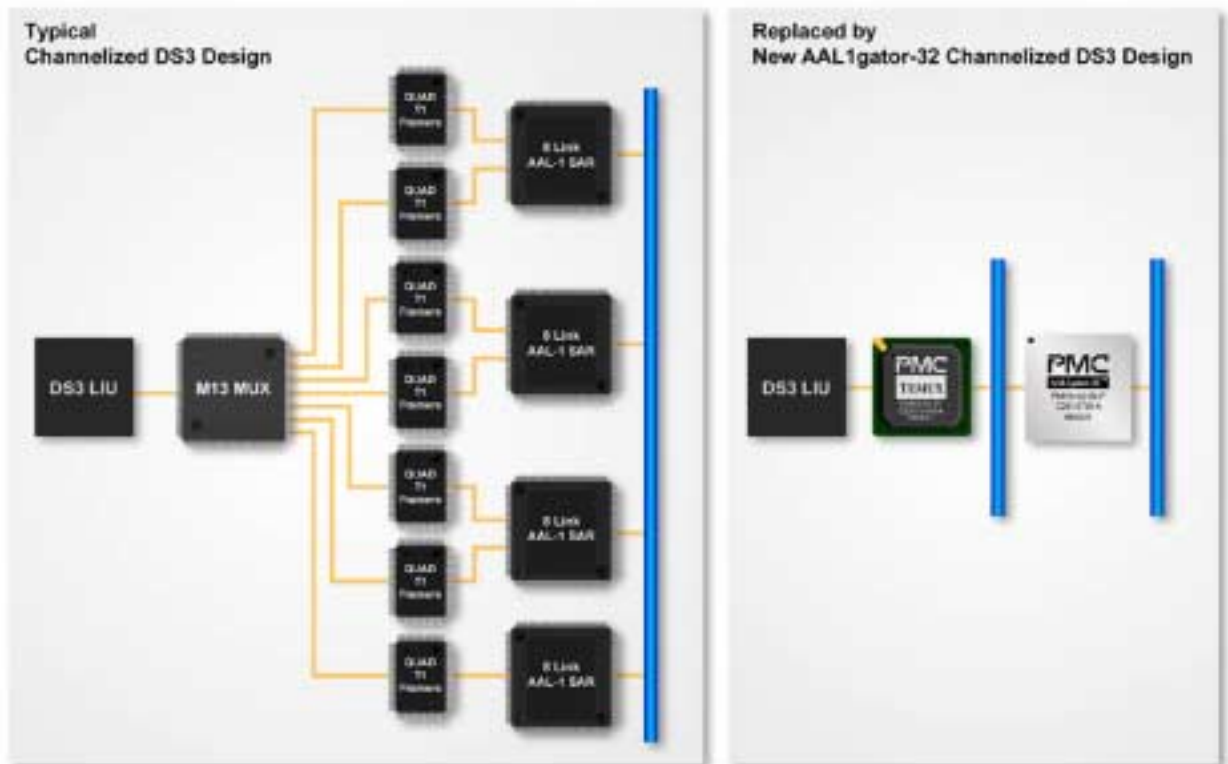 Typical
Channelized DS3 Design
DS3 LIU
M13 MUX
QUAD
T1
Framers
QUAD
T1
Framers
QUAD
T1
Framers
QUAD
T1
Framers
QUAD
T1
Framers
QUAD
T1
Framers
QUAD
T1
Framers
8 Link
AAL-1 SAR
8 Link
AAL-1 SAR
8 Link
AAL-1 SAR
8 Link
AAL-1 SAR
Replaced by
New AAL1gator-32 Channelized DS3 Design
DS3 LIU
PMC
TEMUX
PMC